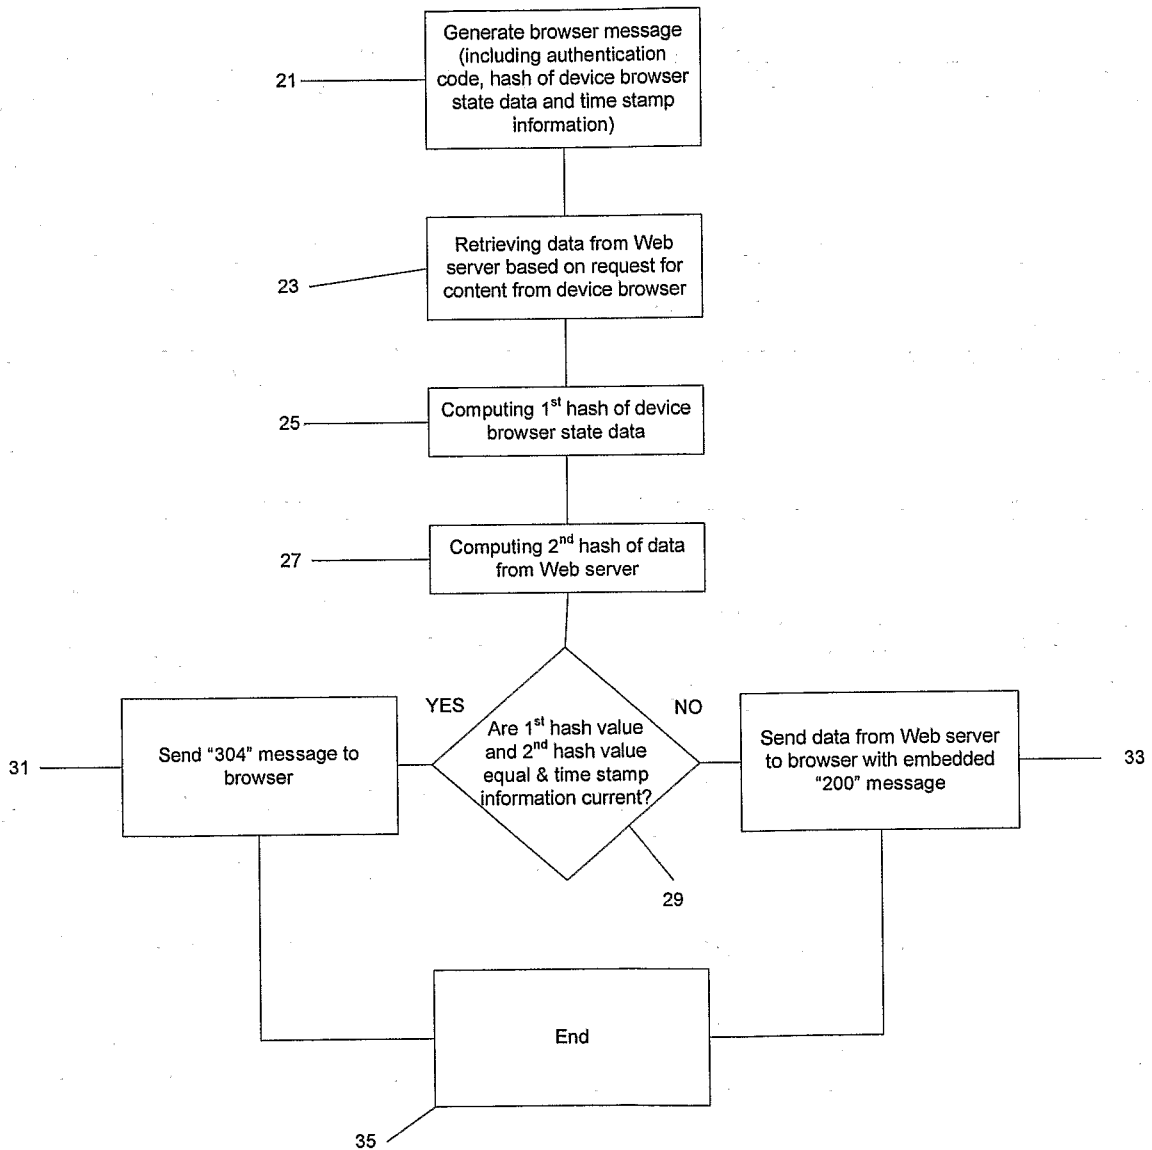 Generate browser message
(including authentication
code, hash of device browser
state data and time stamp
information)
21
Retrieving data from Web
server based on request for
content from device browser
23
Computing 1st hash of device
browser state data
25
Computing 2nd hash of data
from Web server
27
YES
NO
Are 1st hash value
and 2nd hash value
equal & time stamp
information current?
29
Send “304” message to
browser
31
Send data from Web server
to browser with embedded
“200” message
33
End
35